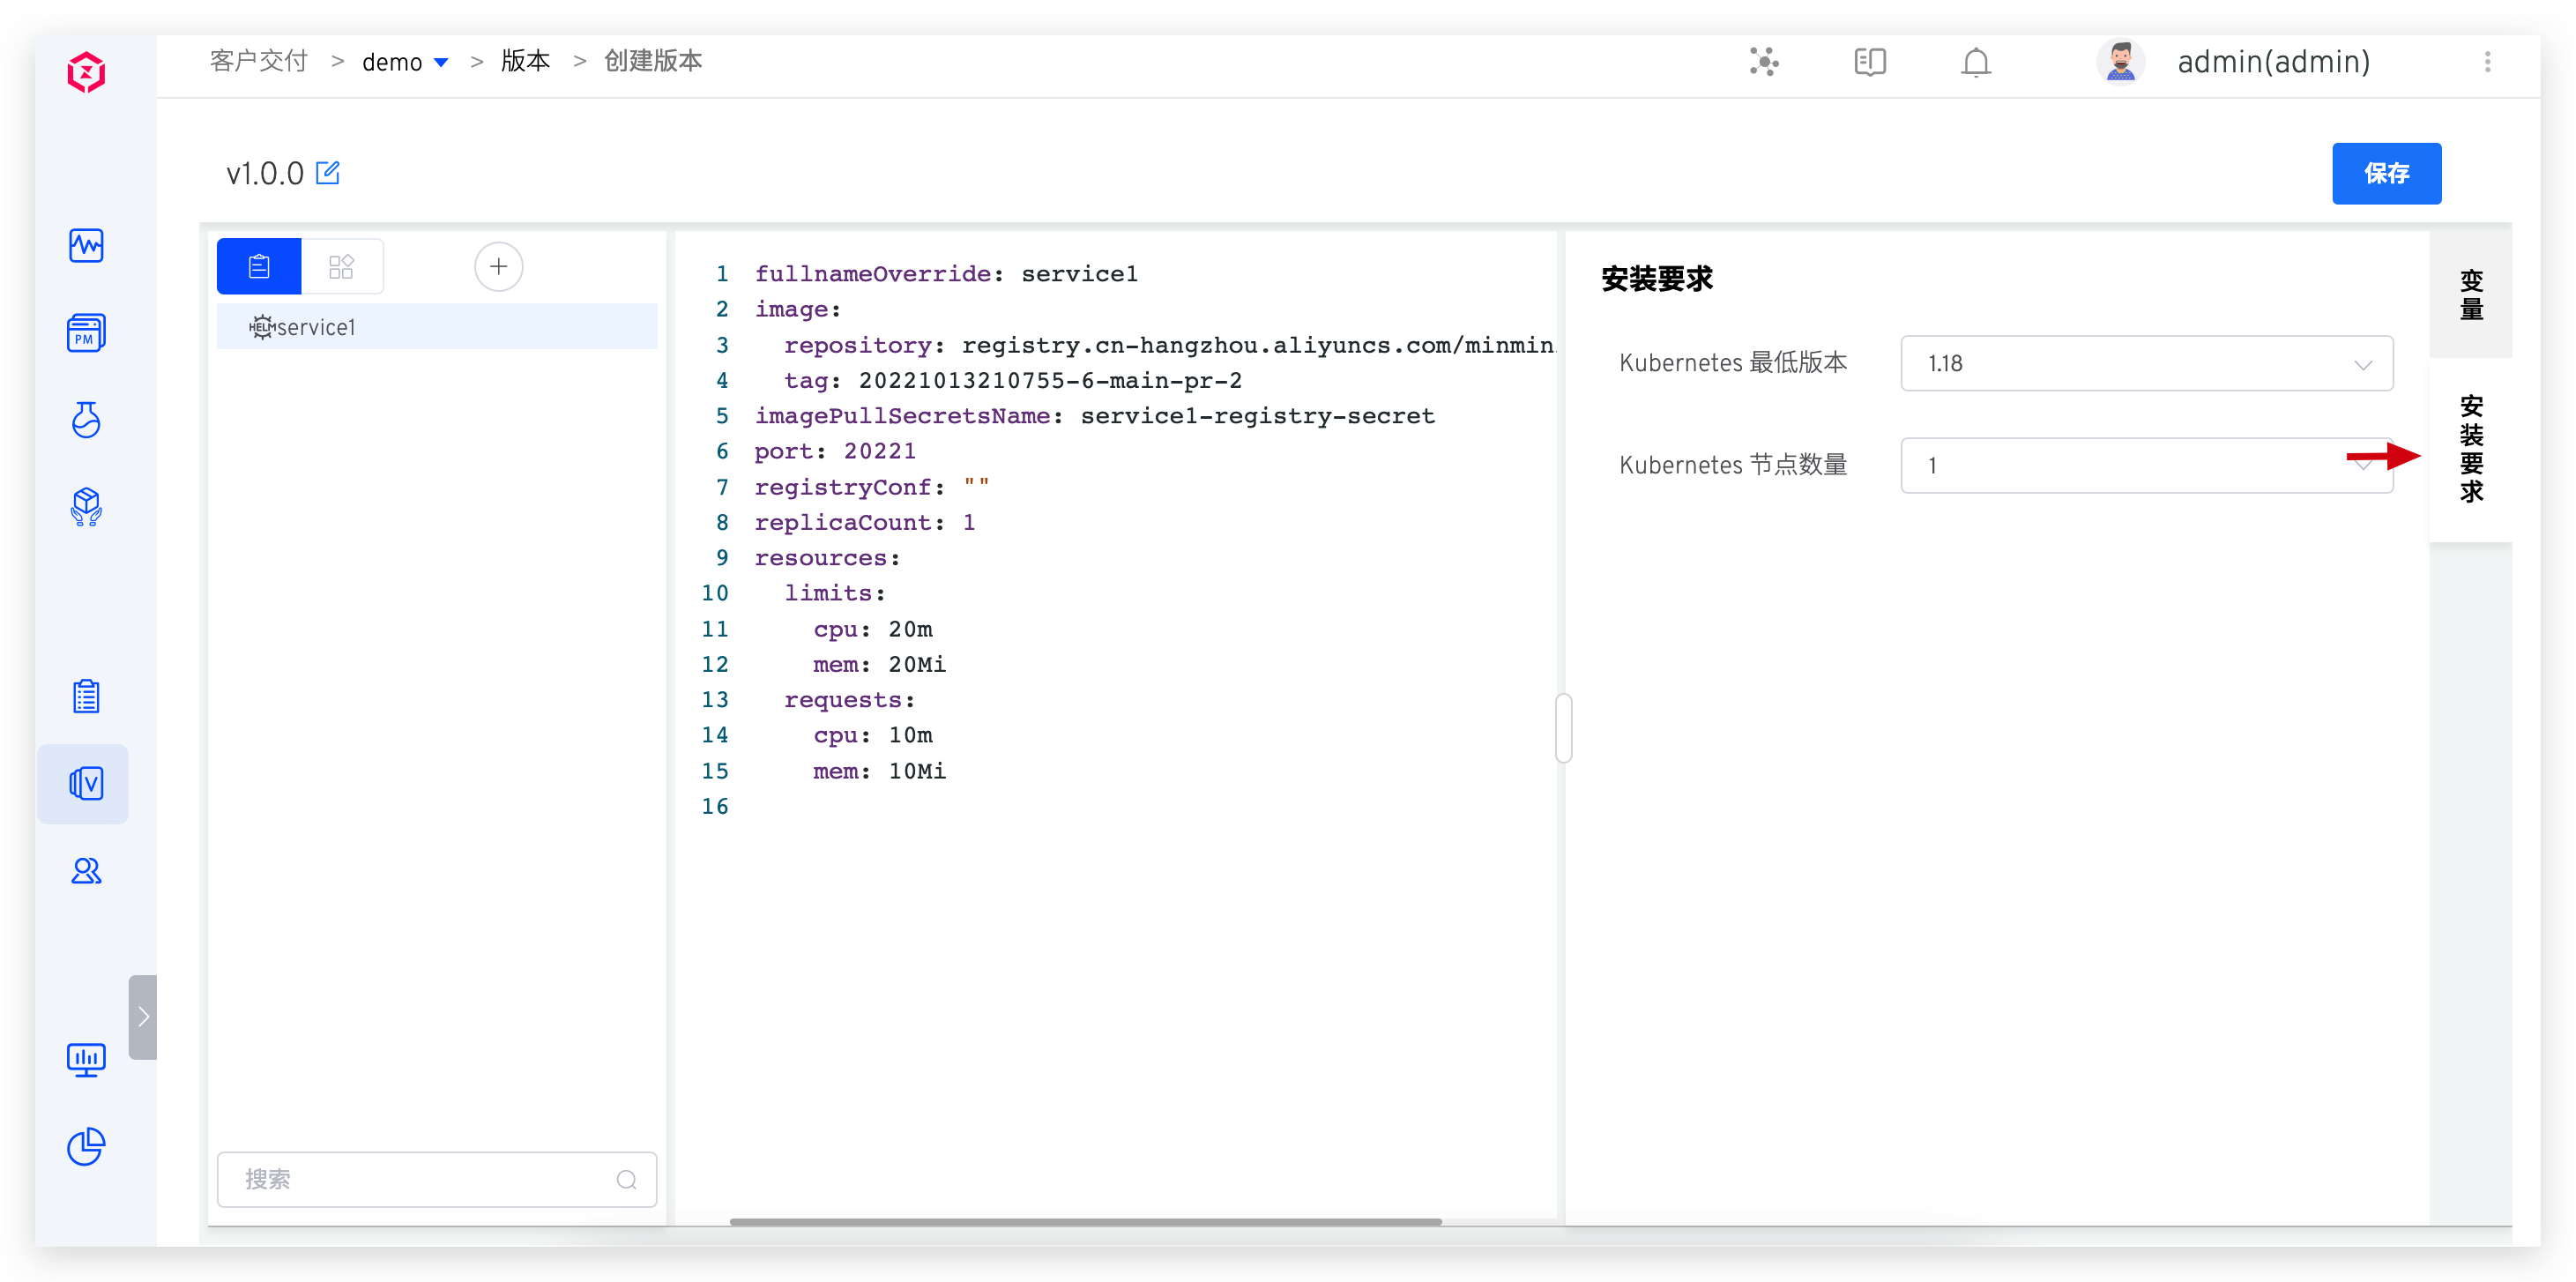 客户交付 > demo > 版本 > 创建版本
admin(admin)
v1.0.0
保存
HELM service1
搜索
1 fullnameOverride: service1
2 image:
3   repository: registry.cn-hangzhou.aliyuncs.com/minmin.
4   tag: 20221013210755-6-main-pr-2
5 imagePullSecretsName: service1-registry-secret
6 port: 20221
7 registryConf: ""
8 replicaCount: 1
9 resources:
10   limits:
11     cpu: 20m
12     mem: 20Mi
13   requests:
14     cpu: 10m
15     mem: 10Mi
16
安装要求
Kubernetes 最低版本 1.18
Kubernetes 节点数量 1
变量
安装要求
PM
V